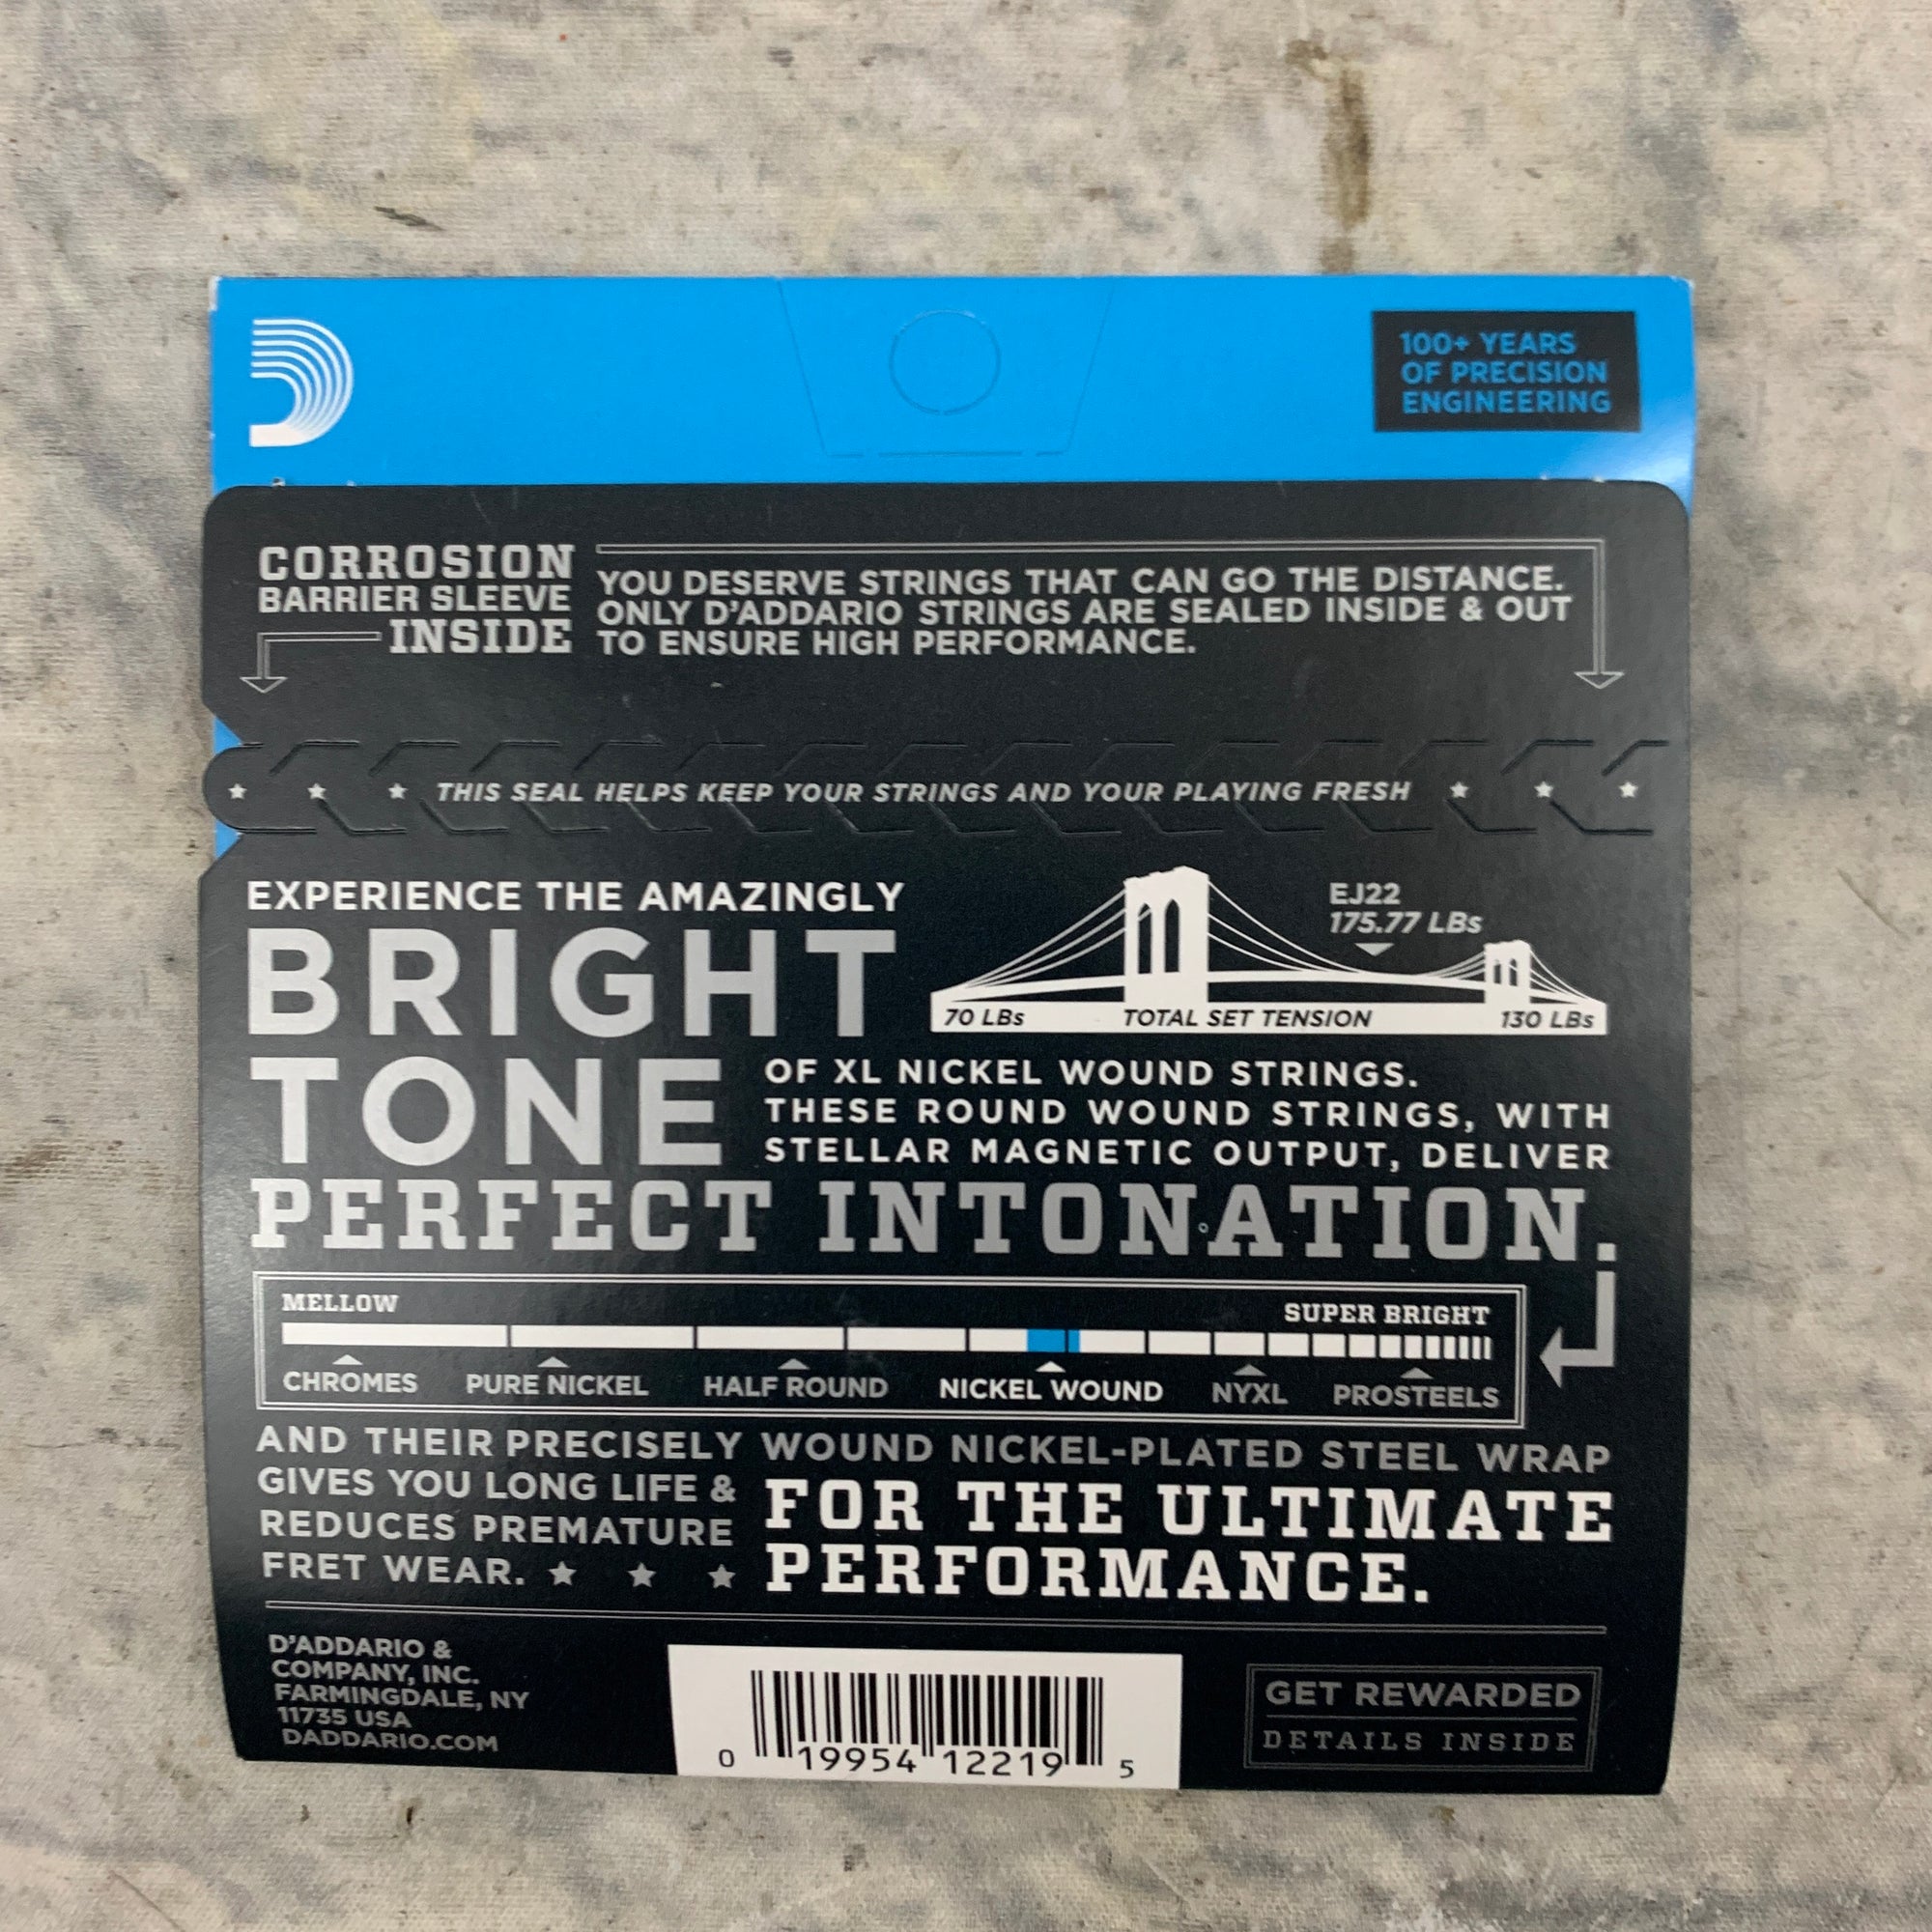 100+ YEARS
OF PRECISION
ENGINEERING
CORROSION
BARRIER SLEEVE
INSIDE
YOU DESERVE STRINGS THAT CAN GO THE DISTANCE.
ONLY D'ADDARIO STRINGS ARE SEALED INSIDE & OUT
TO ENSURE HIGH PERFORMANCE.
THIS SEAL HELPS KEEP YOUR STRINGS AND YOUR PLAYING FRESH
EXPERIENCE THE AMAZINGLY
BRIGHT
TONE
EJ22
175.77 LBs
70 LBs TOTAL SET TENSION 130 LBs
OF XL NICKEL WOUND STRINGS.
THESE ROUND WOUND STRINGS, WITH
STELLAR MAGNETIC OUTPUT, DELIVER
PERFECT INTONATION.
MELLOW SUPER BRIGHT
CHROMES PURE NICKEL HALF ROUND NICKEL WOUND NYXL PROSTEELS
AND THEIR PRECISELY WOUND NICKEL-PLATED STEEL WRAP
GIVES YOU LONG LIFE &
REDUCES PREMATURE
FRET WEAR.
FOR THE ULTIMATE
PERFORMANCE.
D'ADDARIO &
COMPANY, INC.
FARMINGDALE, NY
11735 USA
DADDARIO.COM
0 19954 12219 5
GET REWARDED
DETAILS INSIDE